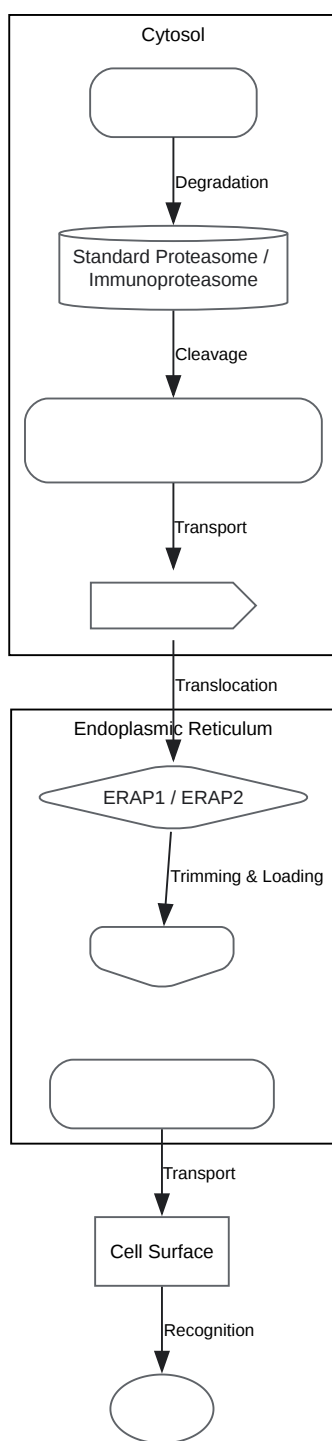 Cytosol
Degradation
Standard Proteasome /
Immunoproteasome
Cleavage
Transport
Translocation
Endoplasmic Reticulum
ERAP1 / ERAP2
Trimming & Loading
Transport
Cell Surface
Recognition